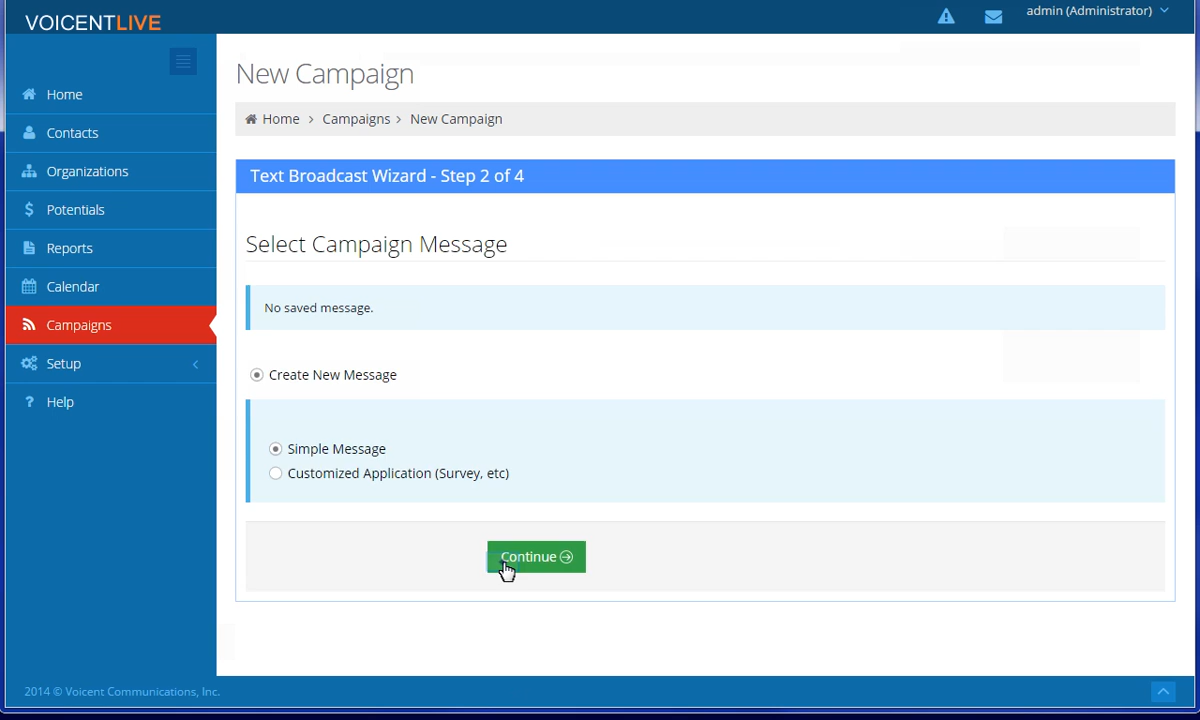 VOICENTLIVE
admin (Administrator)
Home
Contacts
Organizations
$ Potentials
Reports
Calendar
Campaigns
Setup
? Help
New Campaign
Home > Campaigns > New Campaign
Text Broadcast Wizard - Step 2 of 4
Select Campaign Message
No saved message.
Create New Message
Simple Message
Customized Application (Survey, etc)
Continue
2014 © Voicent Communications, Inc.